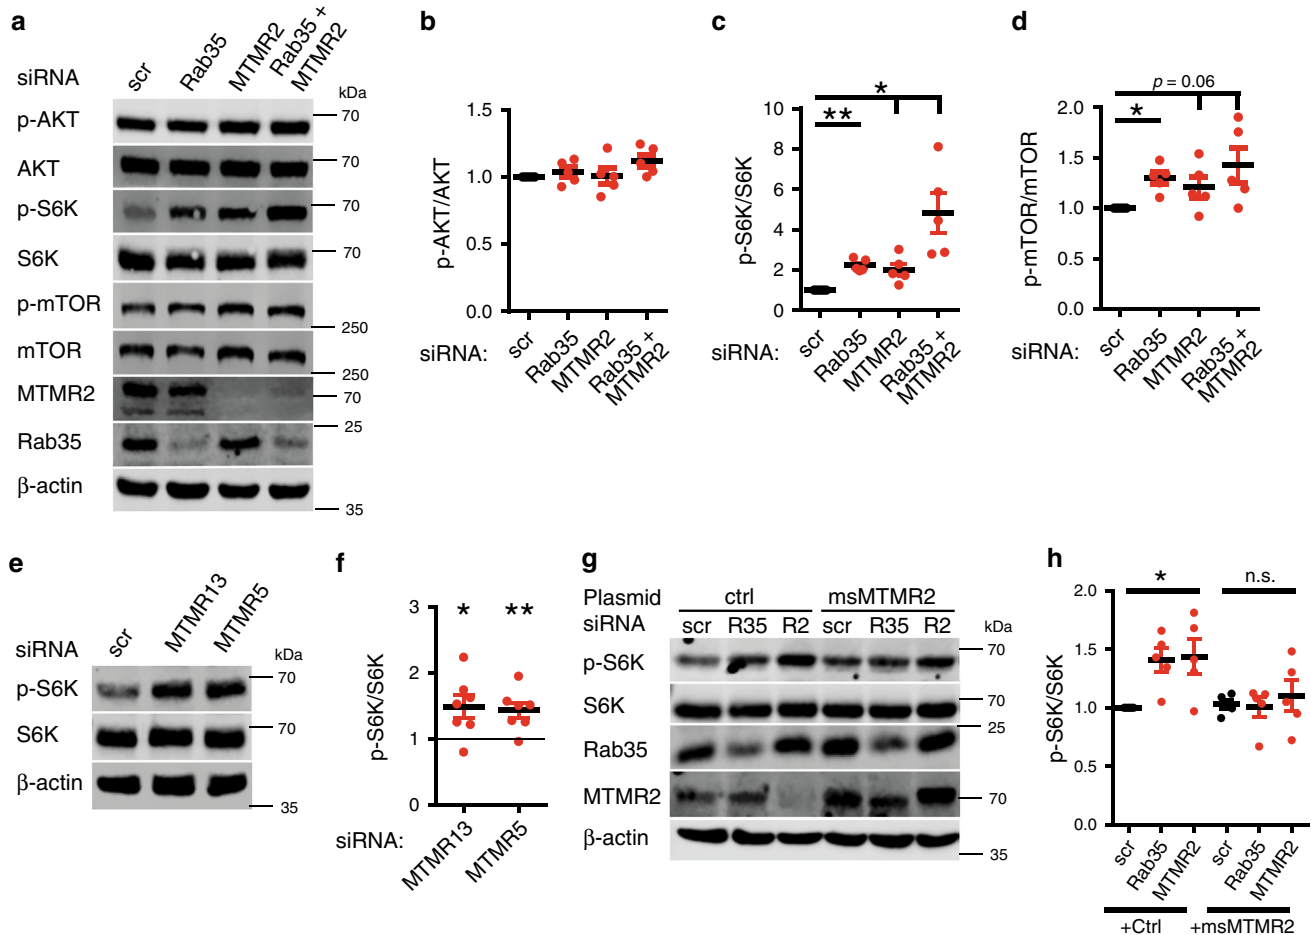 a
siRNA
scr
Rab35
MTMR2
Rab35 +
MTMR2
kDa
p-AKT
70
AKT
70
p-S6K
70
S6K
70
p-mTOR
250
mTOR
250
MTMR2
70
Rab35
25
β-actin
35
b
p-AKT/AKT
1.5
1.0
0.5
0.0
siRNA:
scr
Rab35
MTMR2
Rab35 +
MTMR2
c
p-S6K/S6K
10
8
6
4
2
0
**
*
siRNA:
scr
Rab35
MTMR2
Rab35 +
MTMR2
d
p-mTOR/mTOR
2.0
1.5
1.0
0.5
0.0
*
p = 0.06
siRNA:
scr
Rab35
MTMR2
Rab35 +
MTMR2
e
siRNA
scr
MTMR13
MTMR5
kDa
p-S6K
70
S6K
70
β-actin
35
f
p-S6K/S6K
3
2
1
0
*
**
siRNA:
MTMR13
MTMR5
g
Plasmid
ctrl
msMTMR2
siRNA
scr R35 R2 scr R35 R2
kDa
p-S6K
70
S6K
70
Rab35
25
MTMR2
70
β-actin
35
h
p-S6K/S6K
2.0
1.5
1.0
0.5
0.0
*
n.s.
scr
Rab35
MTMR2
scr
Rab35
MTMR2
+Ctrl
+msMTMR2